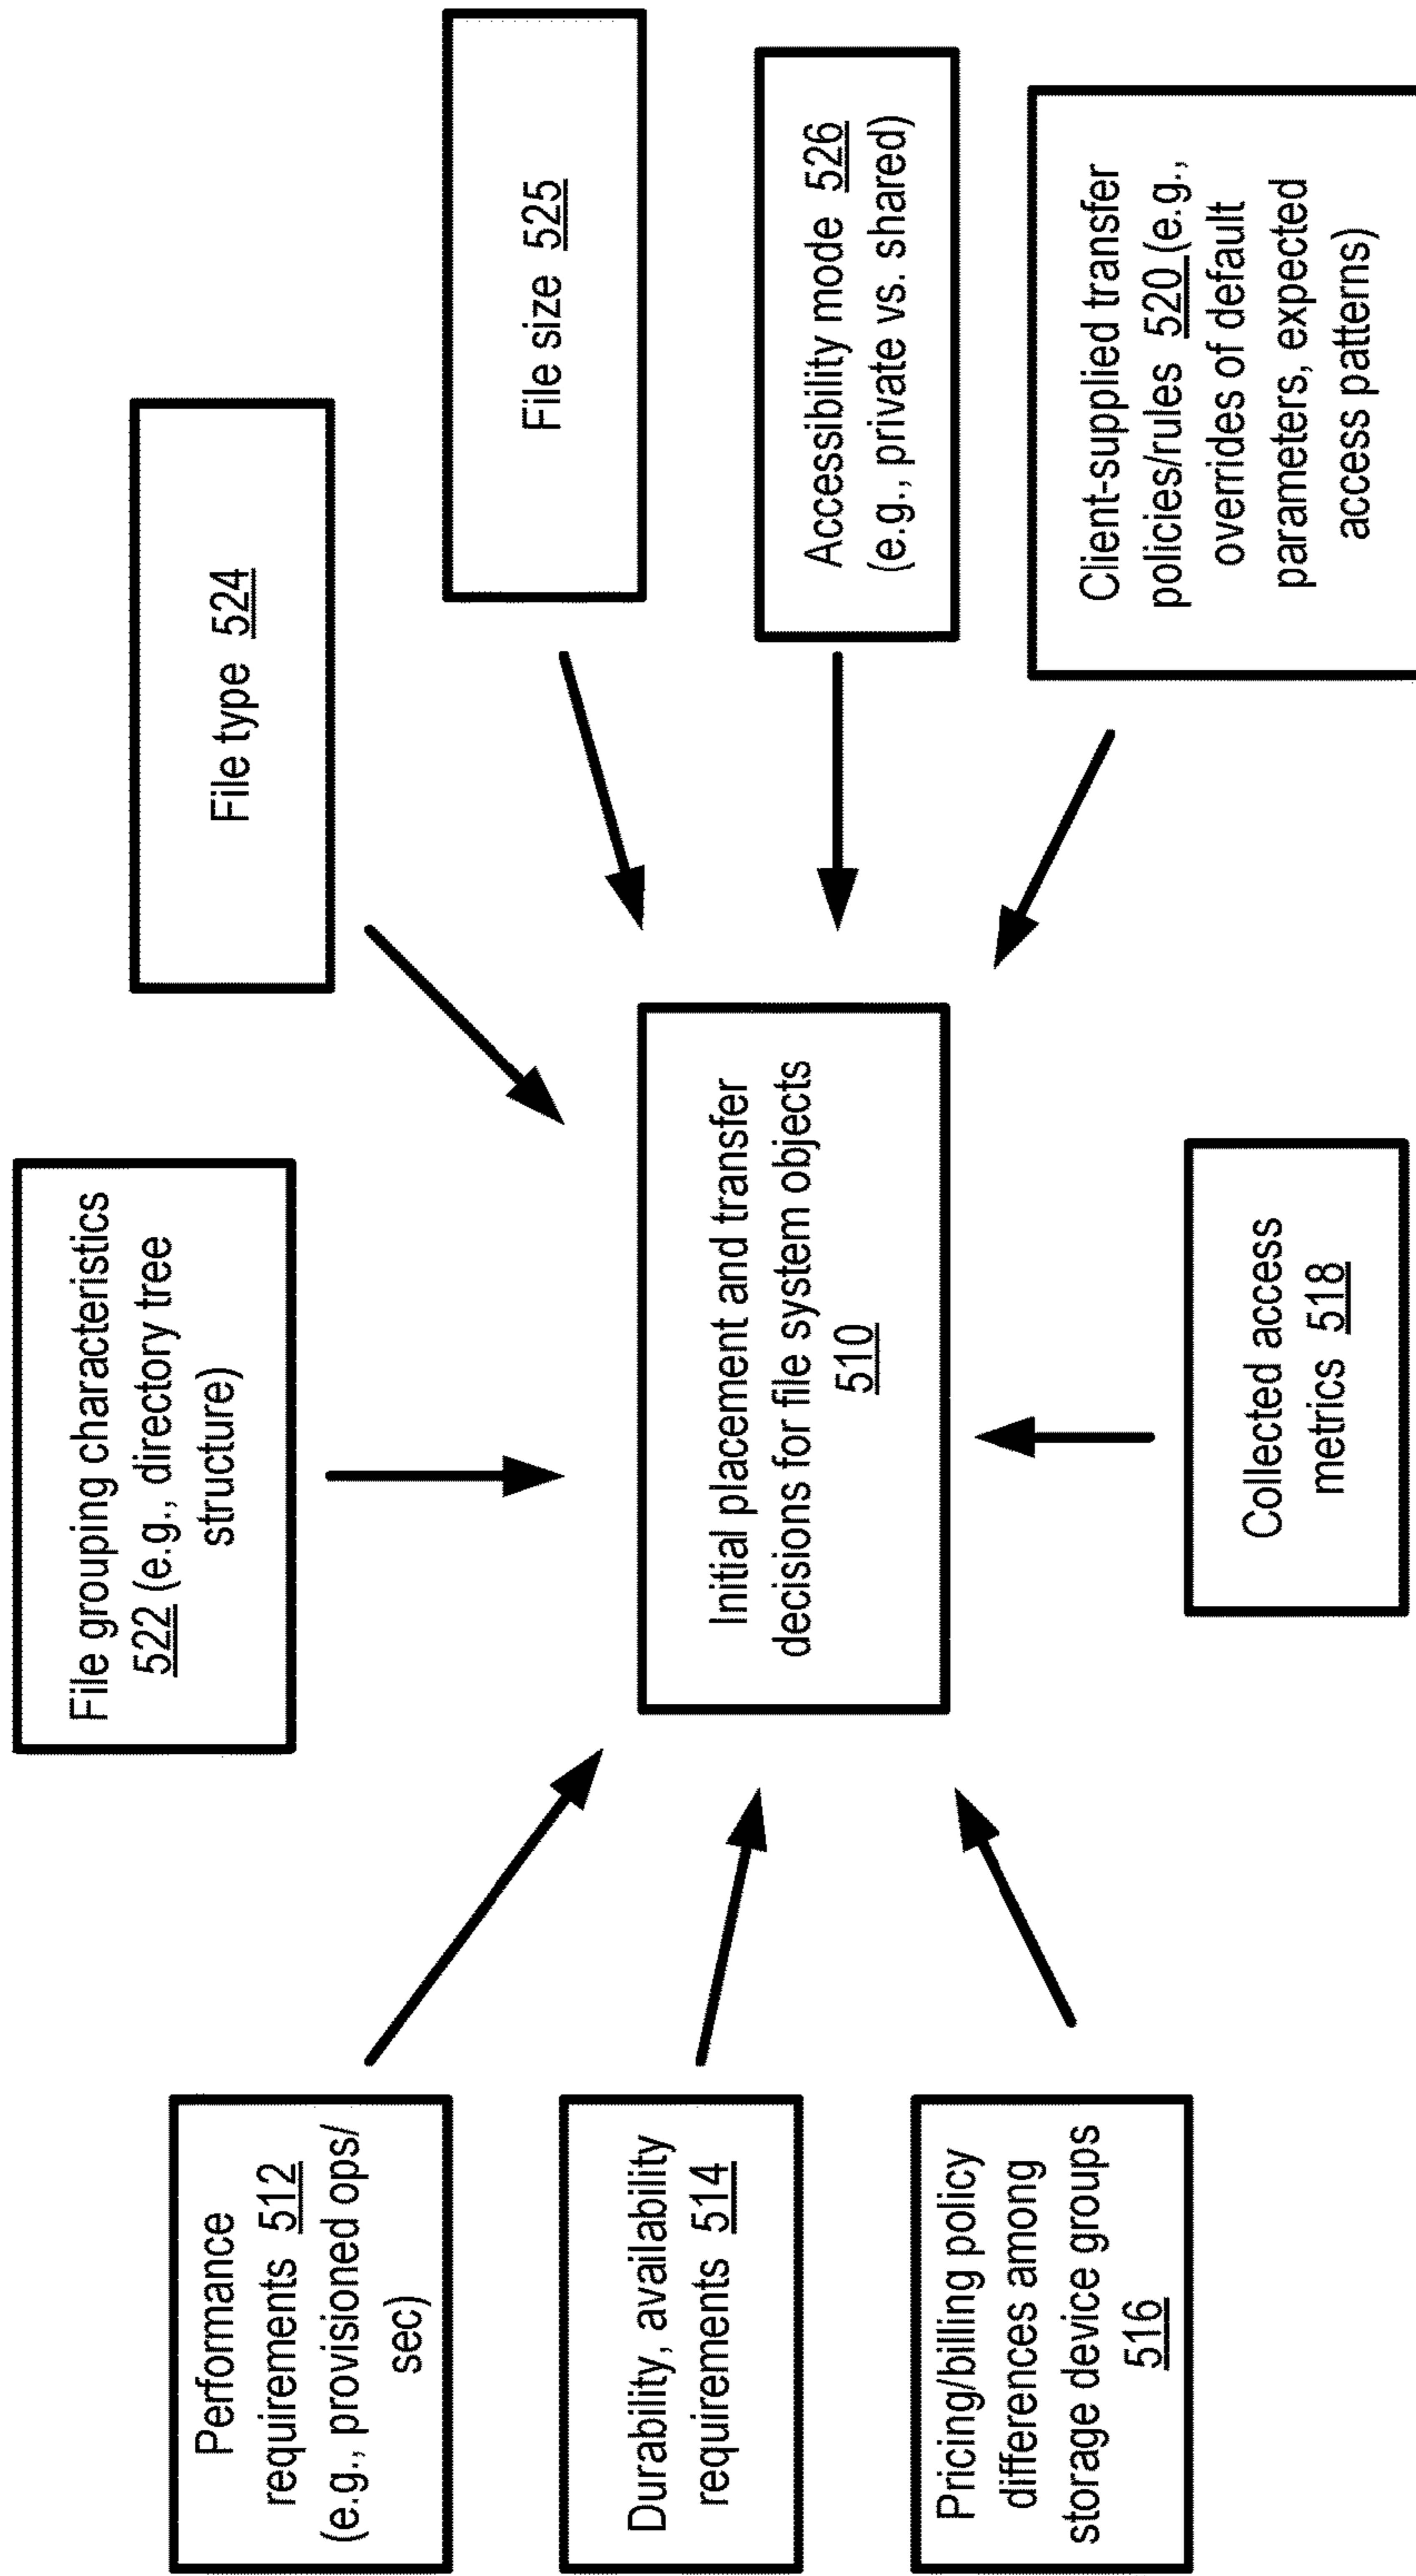 File grouping characteristics
522 (e.g., directory tree
structure)
File type 524
File size 525
Accessibility mode 526
(e.g., private vs. shared)
Client-supplied transfer
policies/rules 520 (e.g.,
overrides of default
parameters, expected
access patterns)
Performance
requirements 512
(e.g., provisioned ops/
sec)
Durability, availability
requirements 514
Pricing/billing policy
differences among
storage device groups
516
Initial placement and transfer
decisions for file system objects
510
Collected access
metrics 518